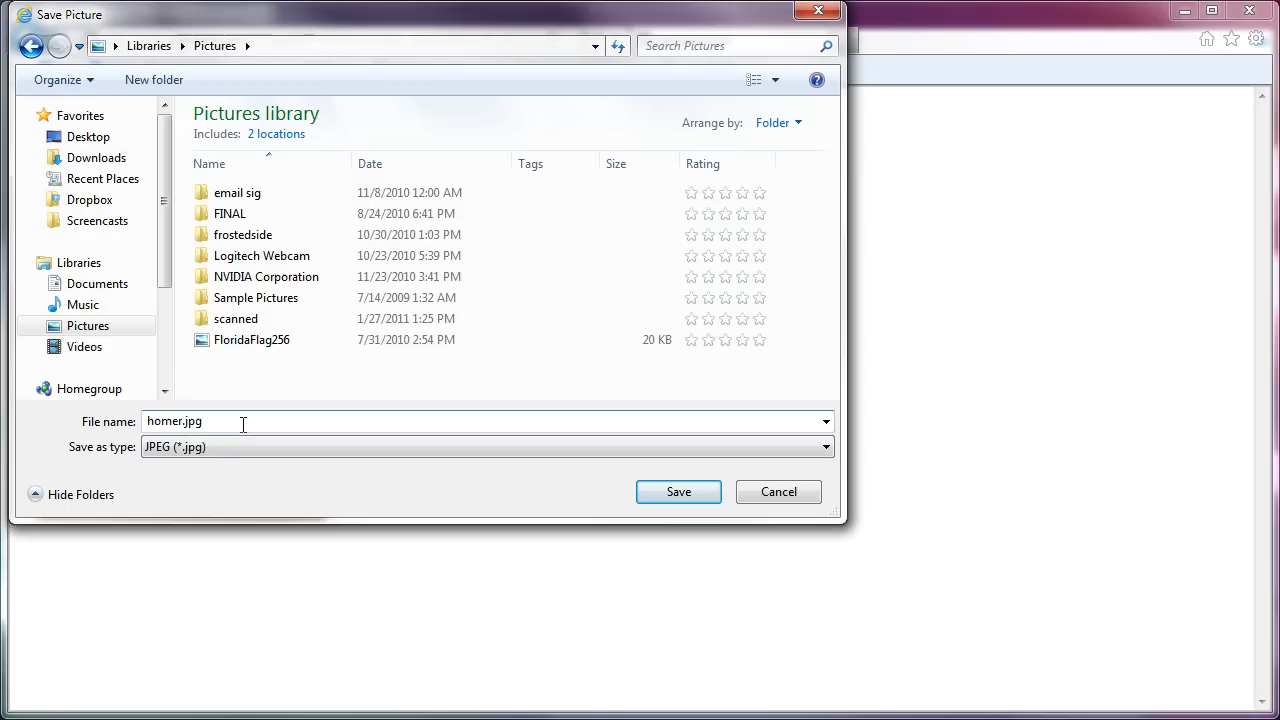 Save Picture
Libraries Pictures
Search Pictures
Organize New folder
Favorites
Desktop
Downloads
Recent Places
Dropbox
Screencasts
Libraries
Documents
Music
Pictures
Videos
Homegroup
Pictures library
Includes: 2 locations
Arrange by: Folder
Name Date Tags Size Rating
email sig 11/8/2010 12:00 AM
FINAL 8/24/2010 6:41 PM
frostedside 10/30/2010 1:03 PM
Logitech Webcam 10/23/2010 5:39 PM
NVIDIA Corporation 11/23/2010 3:41 PM
Sample Pictures 7/14/2009 1:32 AM
scanned 1/27/2011 1:25 PM
FloridaFlag256 7/31/2010 2:54 PM 20 KB
File name: homer.jpg
Save as type: JPEG (*.jpg)
Hide Folders
Save Cancel